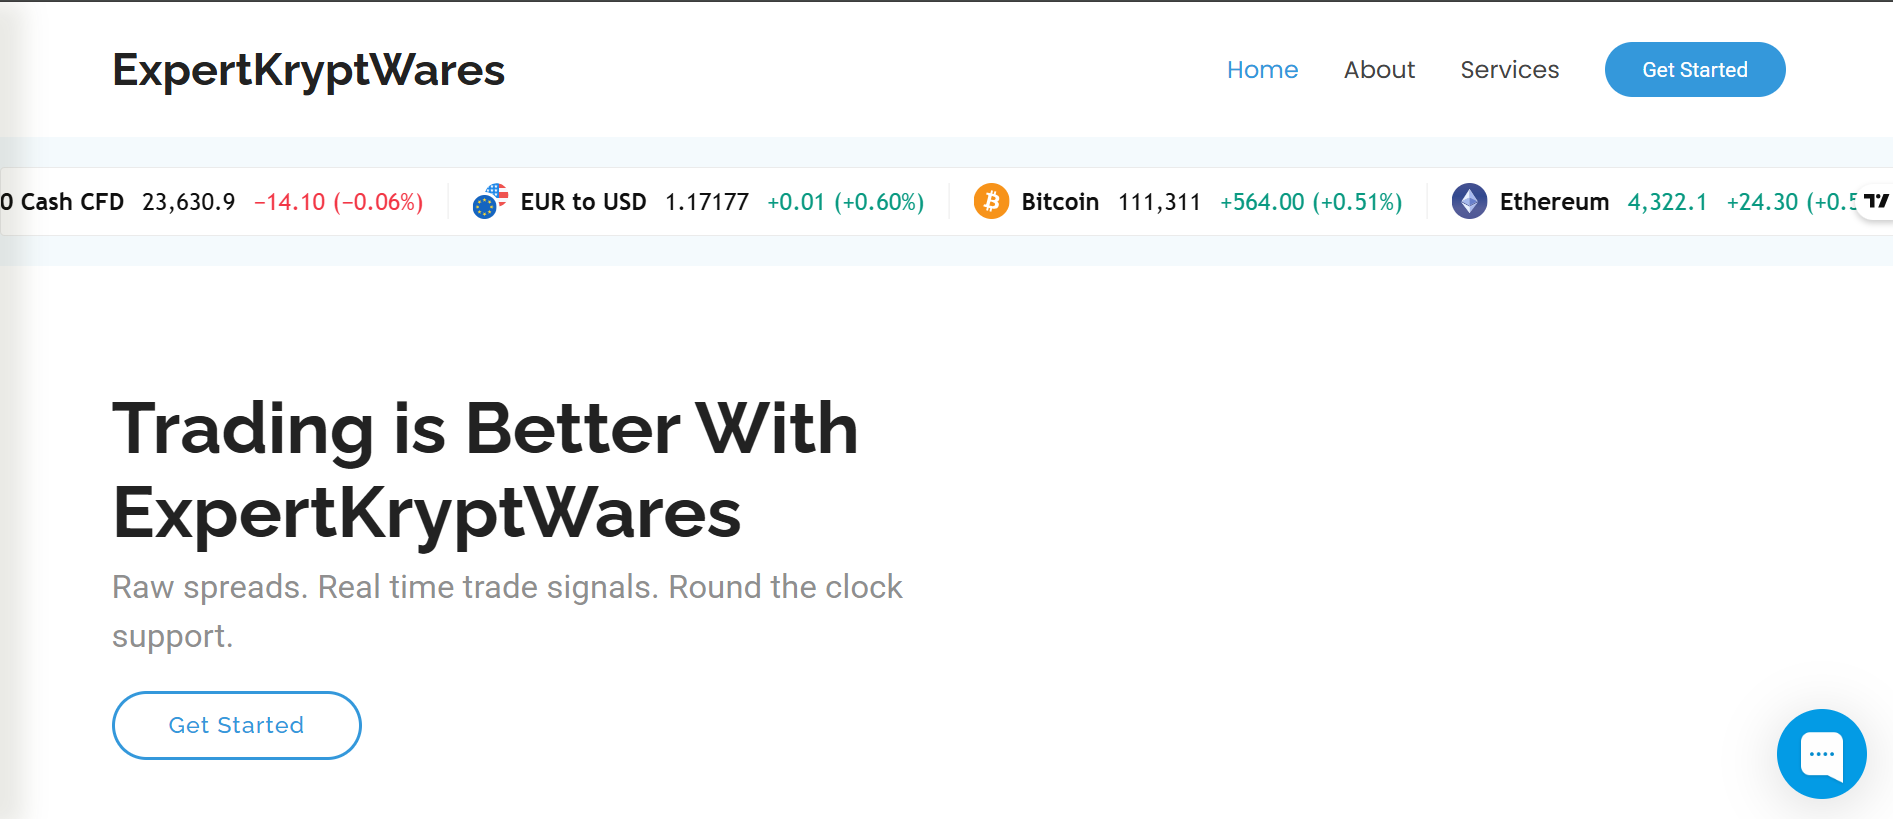 ExpertKryptWares
Home About Services Get Started
0 Cash CFD 23,630.9 −14.10 (−0.06%) EUR to USD 1.17177 +0.01 (+0.60%) Bitcoin 111,311 +564.00 (+0.51%) Ethereum 4,322.1 +24.30 (+0.5
Trading is Better With
ExpertKryptWares
Raw spreads. Real time trade signals. Round the clock
support.
Get Started